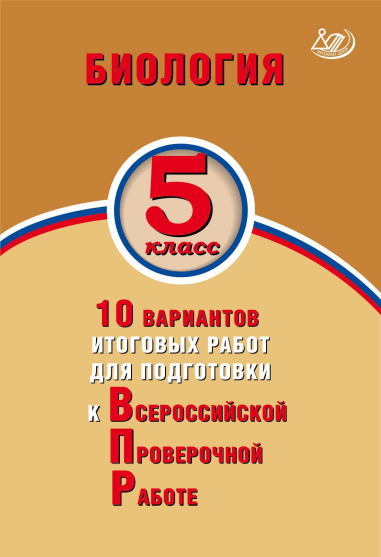 БИОЛОГИЯ
5
класс
10 ВАРИАНТОВ
ИТОГОВЫХ РАБОТ
ДЛЯ ПОДГОТОВКИ
К ВСЕРОССИЙСКОЙ
ПРОВЕРОЧНОЙ
РАБОТЕ